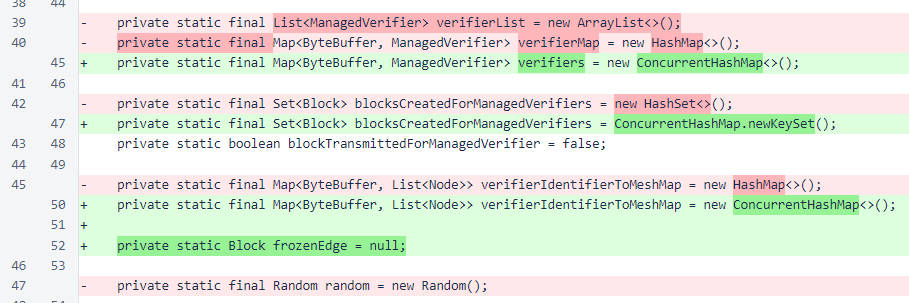 38 44
39 - private static final List<ManagedVerifier> verifierList = new ArrayList<>();
40 - private static final Map<ByteBuffer, ManagedVerifier> verifierMap = new HashMap<>();
45 + private static final Map<ByteBuffer, ManagedVerifier> verifiers = new ConcurrentHashMap<>();
41 46
42 - private static final Set<Block> blocksCreatedForManagedVerifiers = new HashSet<>();
47 + private static final Set<Block> blocksCreatedForManagedVerifiers = ConcurrentHashMap.newKeySet();
43 48 private static boolean blockTransmittedForManagedVerifier = false;
44 49
45 - private static final Map<ByteBuffer, List<Node>> verifierIdentifierToMeshMap = new HashMap<>();
50 + private static final Map<ByteBuffer, List<Node>> verifierIdentifierToMeshMap = new ConcurrentHashMap<>();
51 +
52 + private static Block frozenEdge = null;
46 53
47 - private static final Random random = new Random();